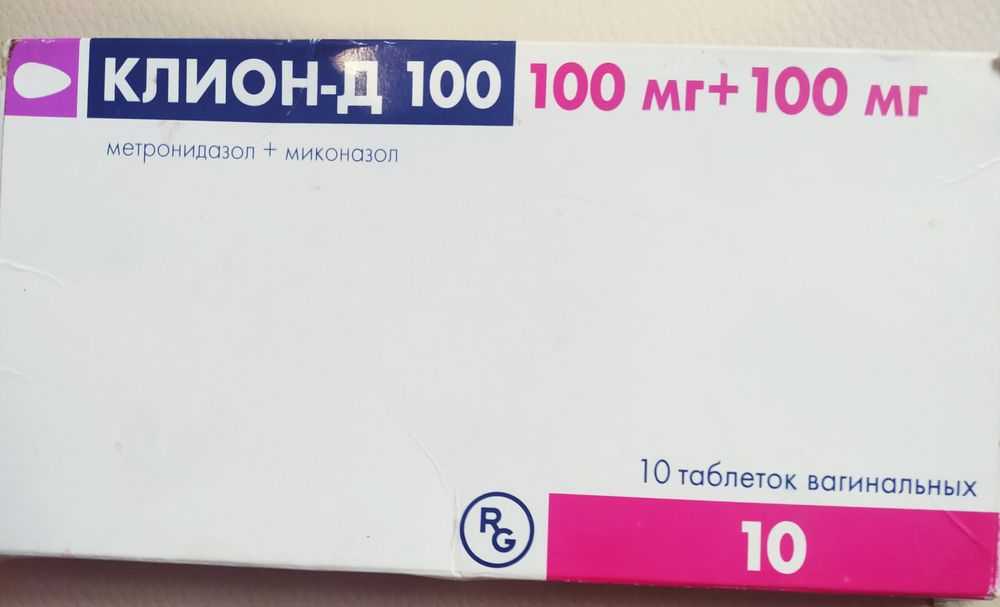 КЛИОН-Д 100 100 мг+100 мг
метронидазол + миконазол
10 таблеток вагинальных
RG
10